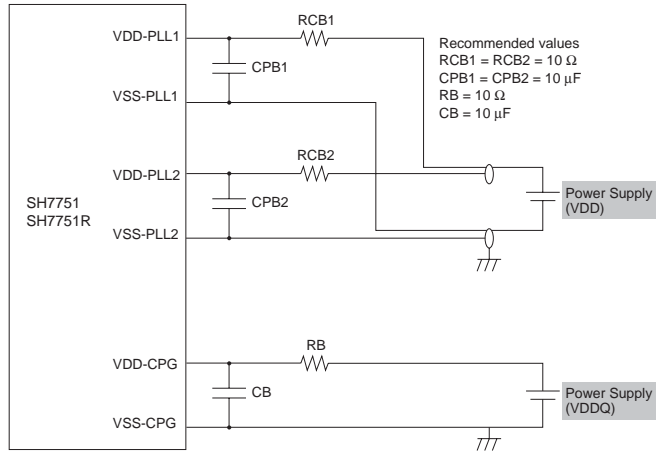 RCB1
VDD-PLL1
CPB1
VSS-PLL1
Recommended values
RCB1 = RCB2 = 10 Ω
CPB1 = CPB2 = 10 μF
RB = 10 Ω
CB = 10 μF
RCB2
VDD-PLL2
CPB2
VSS-PLL2
SH7751
SH7751R
Power Supply
(VDD)
RB
VDD-CPG
CB
VSS-CPG
Power Supply
(VDDQ)